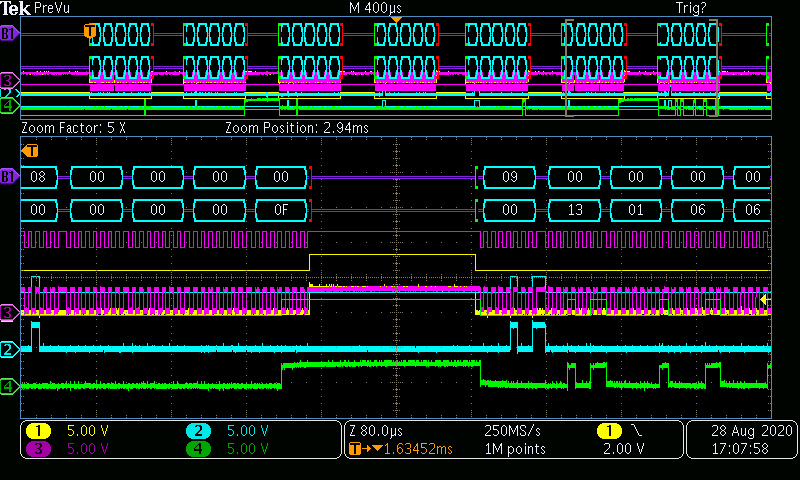 Tek PreVu M 400µs Trig?
B1
T
3
2
4
Zoom Factor: 5 X Zoom Position: 2.94ms
T
B1 08 00 00 00 00 09 00 00 00 00
00 00 00 00 0F 00 13 01 06 06
3
2
4
1 5.00 V 2 5.00 V Z 80.0µs 250MS/s 1 \ 28 Aug 2020
3 5.00 V 4 5.00 V T→▼1.63452ms 1M points 2.00 V 17:07:58